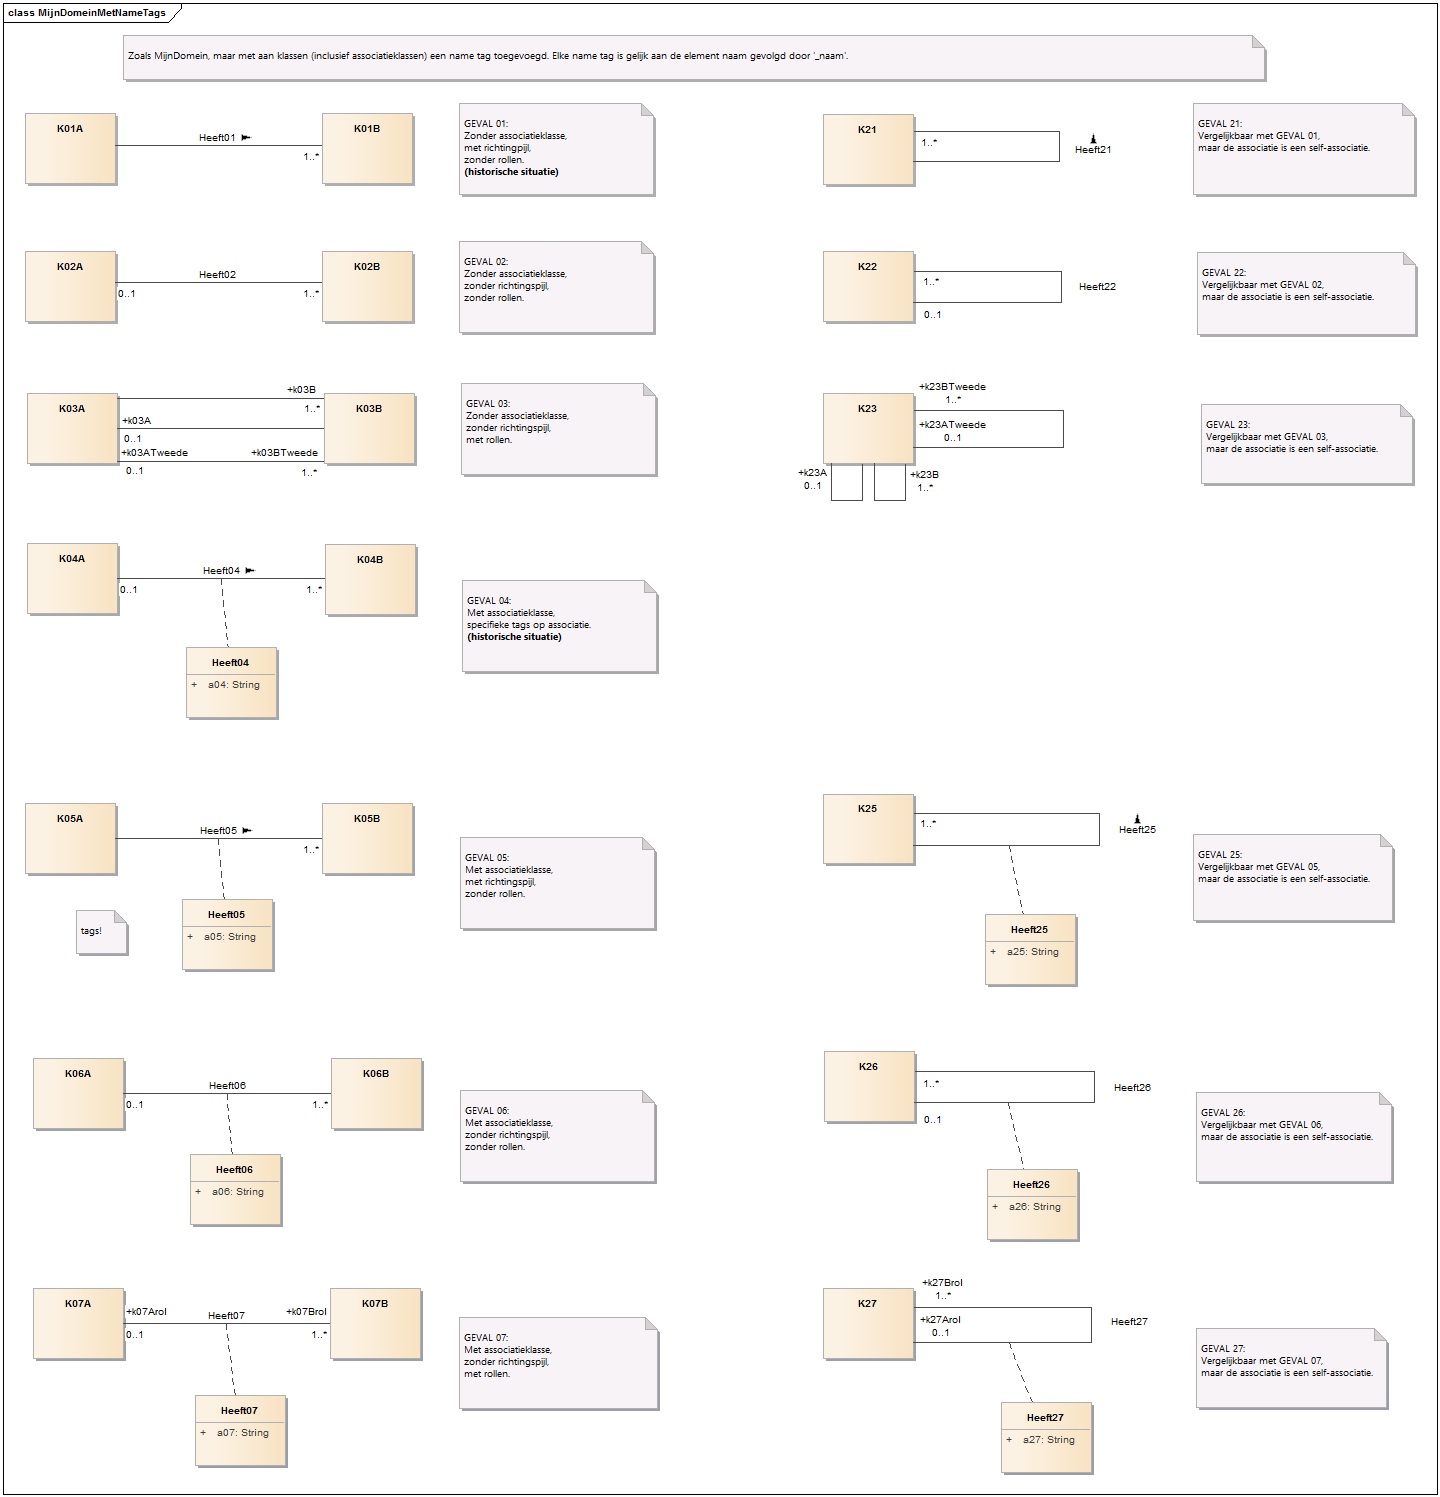 class MijnDomeinMetNameTags
Zoals MijnDomein, maar met aan klassen (inclusief associatieklassen) een name tag toegevoegd. Elke name tag is gelijk aan de element naam gevolgd door '_naam'.
K01A
Heeft01
1..*
K01B
GEVAL 01:
Zonder associatieklasse,
met richtingpijl,
zonder rollen.
(historische situatie)
K21
1..*
Heeft21
GEVAL 21:
Vergelijkbaar met GEVAL 01,
maar de associatie is een self-associatie.
K02A
0..1
Heeft02
1..*
K02B
GEVAL 02:
Zonder associatieklasse,
zonder richtingspijl,
zonder rollen.
K22
1..*
0..1
Heeft22
GEVAL 22:
Vergelijkbaar met GEVAL 02,
maar de associatie is een self-associatie.
K03A
+k03B
1..*
+k03A
0..1
+k03ATweede
0..1
+k03BTweede
1..*
K03B
GEVAL 03:
Zonder associatieklasse,
zonder richtingspijl,
met rollen.
K23
+k23BTweede
1..*
+k23ATweede
0..1
+k23A
0..1
+k23B
1..*
GEVAL 23:
Vergelijkbaar met GEVAL 03,
maar de associatie is een self-associatie.
K04A
0..1
Heeft04
1..*
K04B
Heeft04
+ a04: String
GEVAL 04:
Met associatieklasse,
specifieke tags op associatie.
(historische situatie)
K05A
Heeft05
1..*
K05B
tags!
Heeft05
+ a05: String
GEVAL 05:
Met associatieklasse,
met richtingpijl,
zonder rollen.
K25
1..*
Heeft25
Heeft25
+ a25: String
GEVAL 25:
Vergelijkbaar met GEVAL 05,
maar de associatie is een self-associatie.
K06A
0..1
Heeft06
1..*
K06B
Heeft06
+ a06: String
GEVAL 06:
Met associatieklasse,
zonder richtingspijl,
zonder rollen.
K26
1..*
0..1
Heeft26
Heeft26
+ a26: String
GEVAL 26:
Vergelijkbaar met GEVAL 06,
maar de associatie is een self-associatie.
K07A
+k07Arol
0..1
Heeft07
+k07Brol
1..*
K07B
Heeft07
+ a07: String
GEVAL 07:
Met associatieklasse,
zonder richtingspijl,
met rollen.
K27
+k27Brol
1..*
+k27Arol
0..1
Heeft27
Heeft27
+ a27: String
GEVAL 27:
Vergelijkbaar met GEVAL 07,
maar de associatie is een self-associatie.